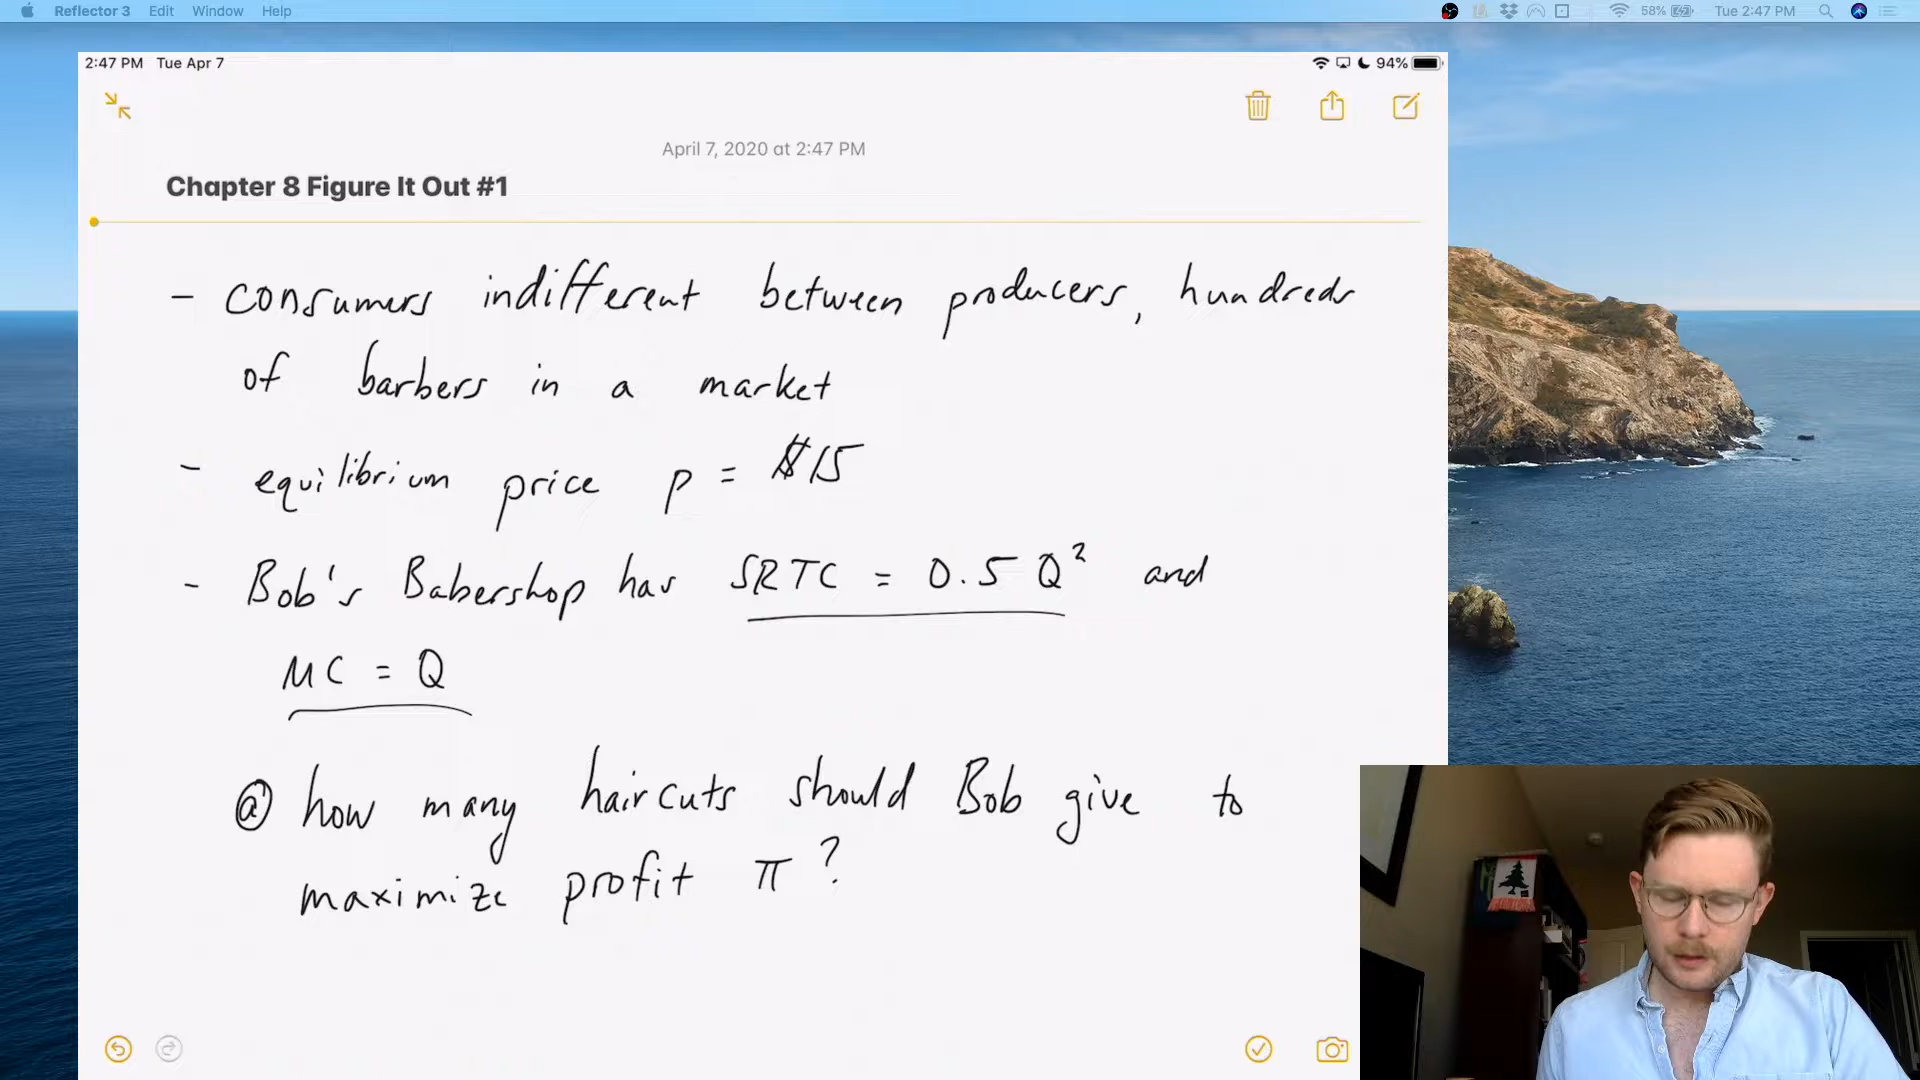 Reflector 3 Edit Window Help 58% Tue 2:47 PM
2:47 PM Tue Apr 7 94%
April 7, 2020 at 2:47 PM
Chapter 8 Figure It Out #1
- consumers indifferent between producers, hundreds
of barbers in a market
- equilibrium price p = $15
- Bob's Babershop has SRTC = 0.5 Q²  and
MC = Q
ⓐ how many haircuts should Bob give to
maximize profit π ?